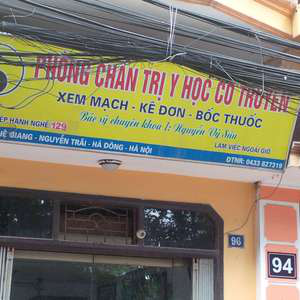 PHÒNG CHẨN TRỊ Y HỌC CỔ TRUYỀN
XEM MẠCH - KÊ ĐƠN - BỐC THUỐC
Bác sỹ chuyên khoa I: Nguyễn Vỹ Sửu
ÉP HÀNH NGHỀ 129
LÀM VIỆC NGOÀI GIỜ
HỆ GIANG - NGUYỄN TRÃI - HÀ ĐÔNG - HÀ NỘI
ĐTNR: 0433 827319
96
94